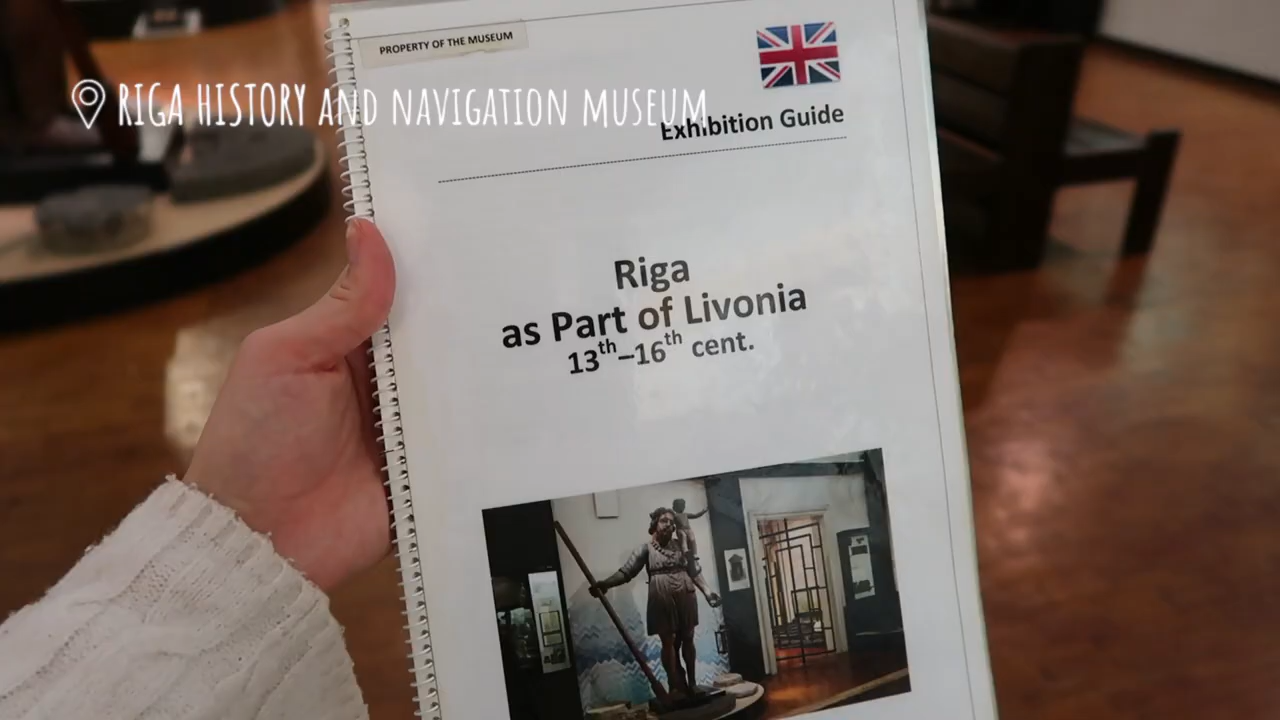 PROPERTY OF THE MUSEUM
RIGA HISTORY AND NAVIGATION MUSEUM
Exhibition Guide
Riga
as Part of Livonia
13th–16th cent.